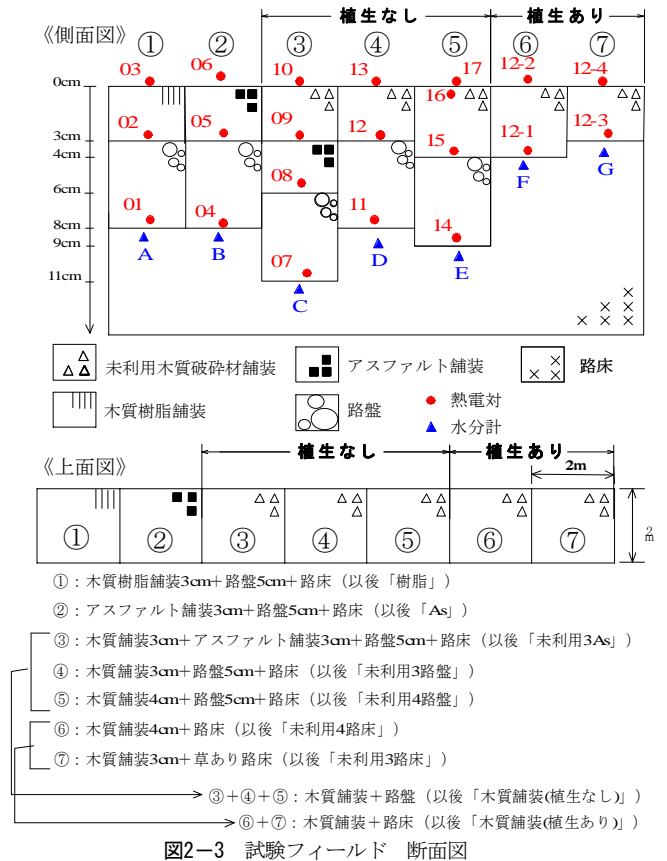 植生なし 植生あり
《側面図》
① ② ③ ④ ⑤ ⑥ ⑦
03 06 10 13 17 12-2 12-4
0cm
16
02 05 09 12 15 12-1 12-3
3cm
4cm
08
F G
6cm
01 04 11 14
8cm
A B D E
9cm
07
11cm
C
未利用木質破砕材舗装 アスファルト舗装 路床
木質樹脂舗装 路盤 熱電対
水分計
《上面図》 植生なし 植生あり
2m
① ② ③ ④ ⑤ ⑥ ⑦
2m
①：木質樹脂舗装3cm＋路盤5cm＋路床（以後「樹脂」）
②：アスファルト舗装3cm＋路盤5cm＋路床（以後「As」）
③：木質舗装3cm＋アスファルト舗装3cm＋路盤5cm＋路床（以後「未利用3As」）
④：木質舗装3cm＋路盤5cm＋路床（以後「未利用3路盤」）
⑤：木質舗装4cm＋路盤5cm＋路床（以後「未利用4路盤」）
⑥：木質舗装4cm＋路床（以後「未利用4路床」）
⑦：木質舗装3cm＋草あり路床（以後「未利用3路床」）
③＋④＋⑤：木質舗装＋路盤（以後「木質舗装(植生なし)」）
⑥＋⑦：木質舗装＋路床（以後「木質舗装(植生あり)」）
図2－3 試験フィールド 断面図